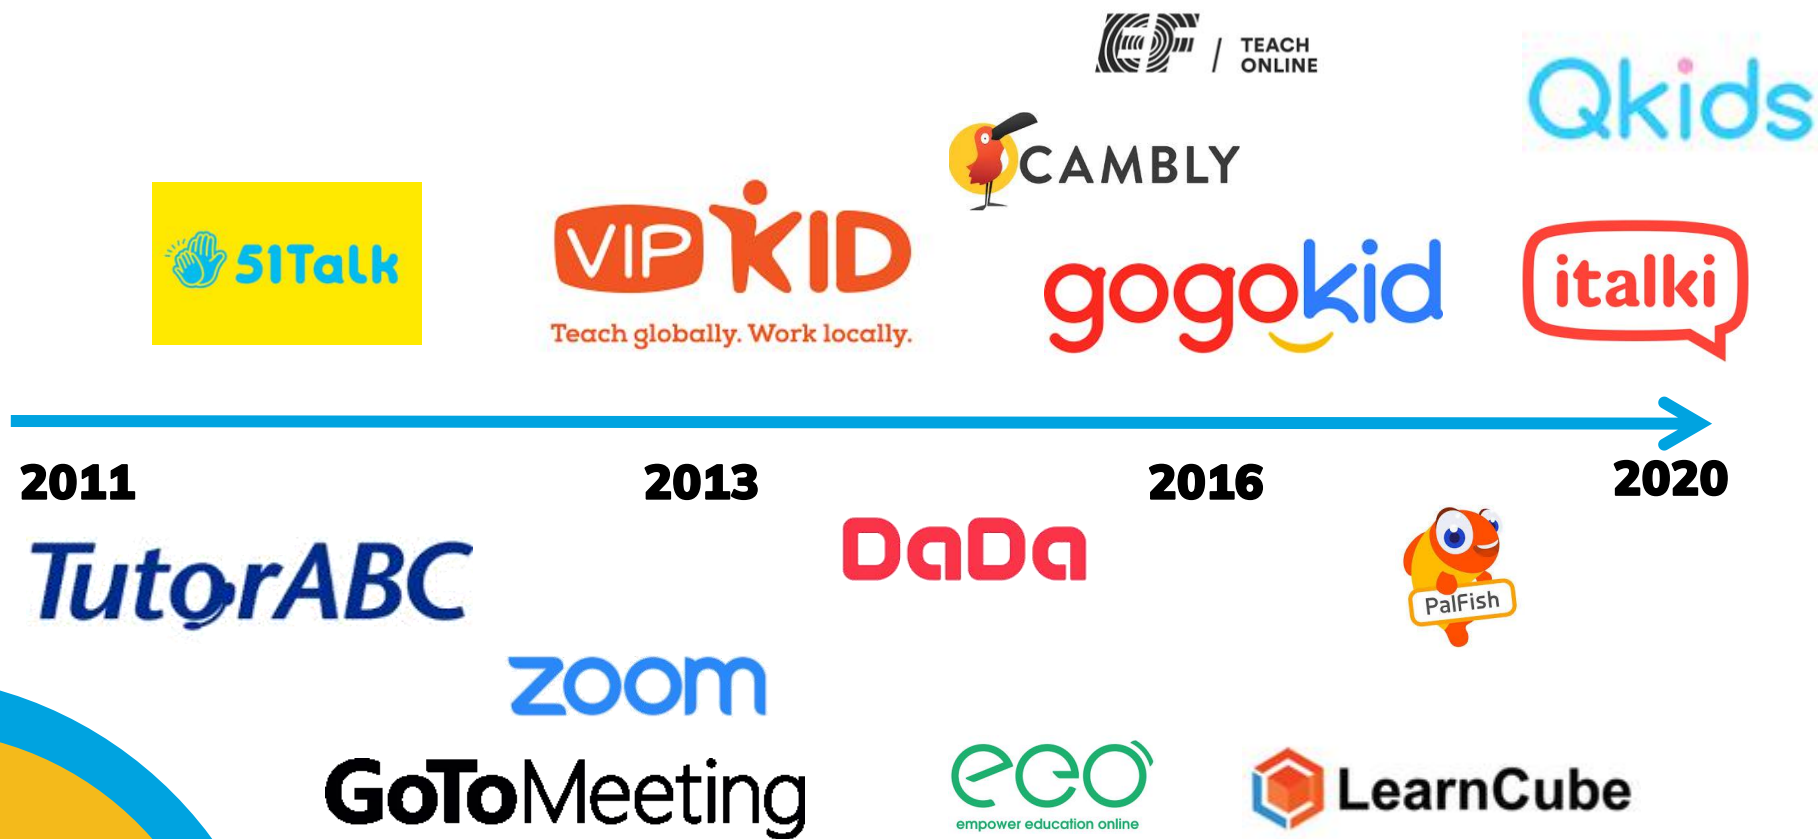 EF / TEACH
ONLINE
Qkids
CAMBLY
51Talk
VIPKID
Teach globally. Work locally.
gogokid
italki
2011
2013
2016
2020
TutorABC
DaDa
PalFish
zoom
GoToMeeting
eeo
empower education online
LearnCube